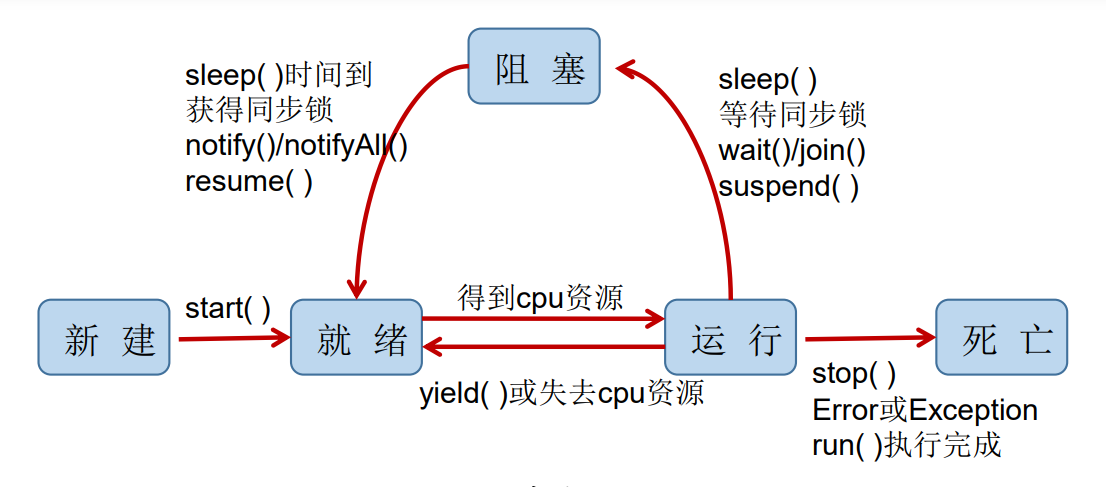 阻 塞
sleep( )时间到
获得同步锁
notify()/notifyAll()
resume( )
sleep( )
等待同步锁
wait()/join()
suspend( )
新 建
start( )
就 绪
得到cpu资源
yield( )或失去cpu资源
运 行
死 亡
stop( )
Error或Exception
run( )执行完成